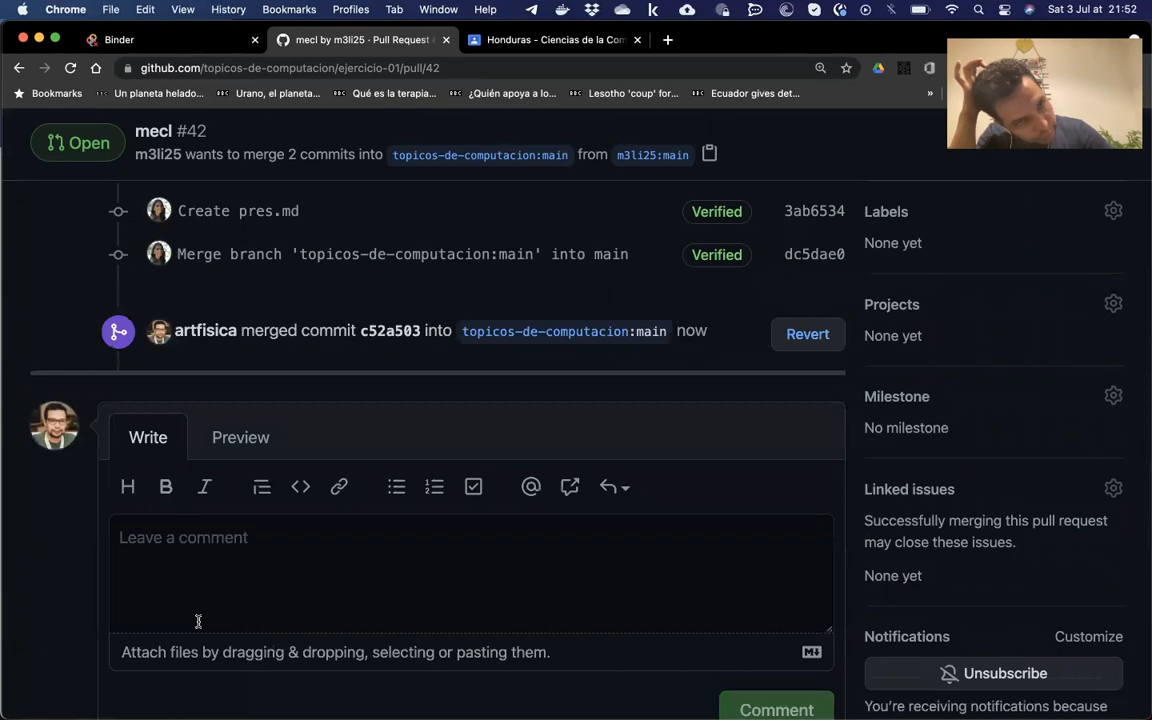 Chrome File Edit View History Bookmarks Profiles Tab Window Help Sat 3 Jul at 21:52
Binder
mecl by m3li25 · Pull Request
Honduras - Ciencias de la Com
github.com/topicos-de-computacion/ejercicio-01/pull/42
Bookmarks
Un planeta helado...
BBC Urano, el planeta...
BBC Qué es la terapia...
BBC ¿Quién apoya a lo...
BBC Lesotho 'coup' for...
BBC Ecuador gives det...
»
Open
mecl #42
m3li25 wants to merge 2 commits into topicos-de-computacion:main from m3li25:main
Create pres.md Verified 3ab6534
Merge branch 'topicos-de-computacion:main' into main Verified dc5dae0
artfisica merged commit c52a503 into topicos-de-computacion:main now Revert
Write Preview
H B I
Leave a comment
Attach files by dragging & dropping, selecting or pasting them.
Comment
Labels
None yet
Projects
None yet
Milestone
No milestone
Linked issues
Successfully merging this pull request
may close these issues.
None yet
Notifications Customize
Unsubscribe
You're receiving notifications because